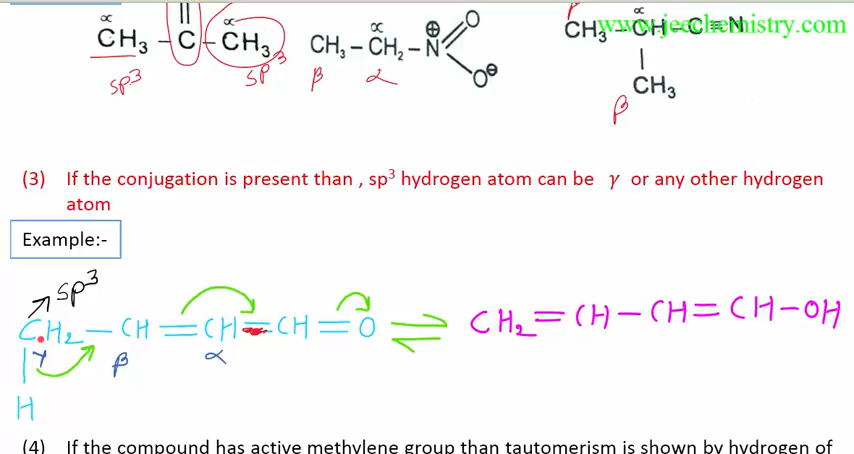 www.jeechemistry.com
α α α
CH₃ – C – CH₃ CH₃ – CH₂ – N⊕ O CH₃ – CH – C ≡ N
sp³ sp³ β α O⊖
CH₃
β
(3) If the conjugation is present than , sp³ hydrogen atom can be γ or any other hydrogen
atom
Example:-
sp³
CH₂ – CH = CH – CH = O ⇌ CH₂ = CH – CH = CH – OH
γ β α
H
(4) If the compound has active methylene group than tautomerism is shown by hydrogen of